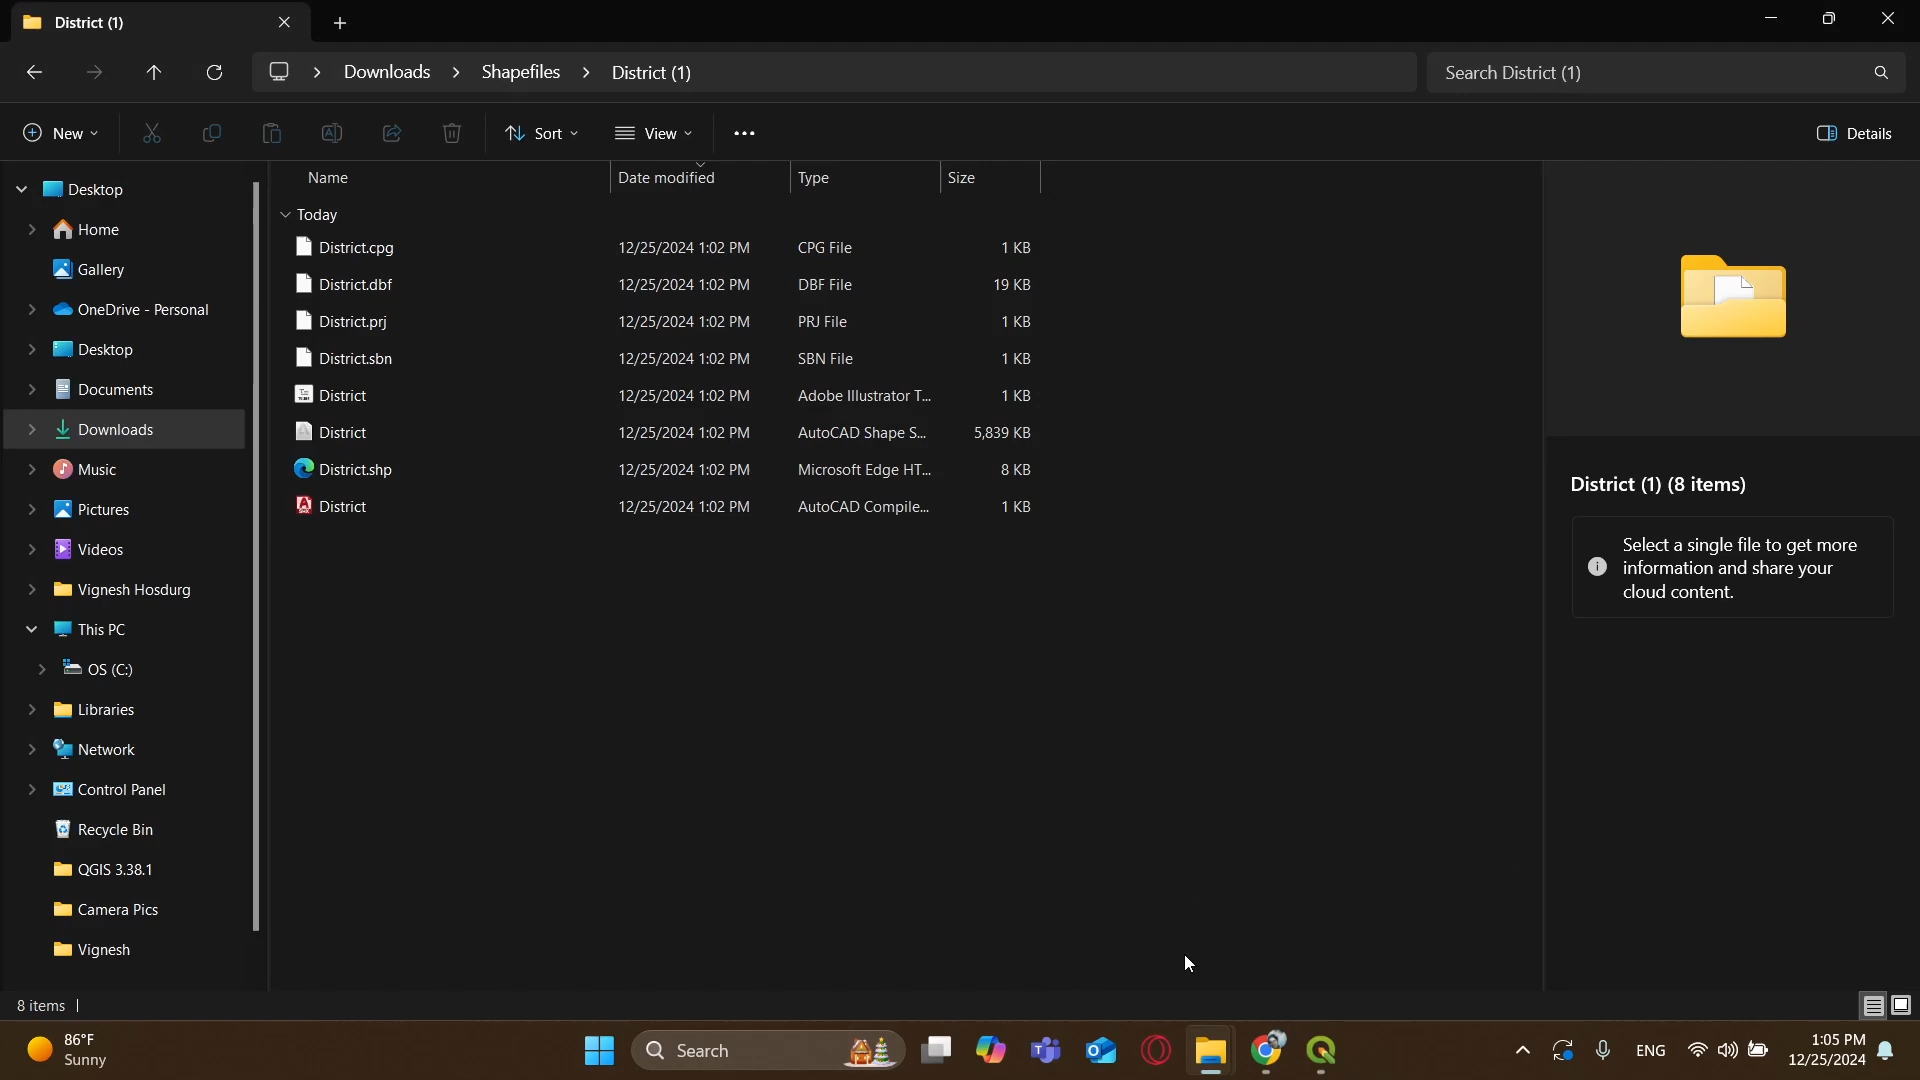 District (1)
Downloads > Shapefiles > District (1)
Search District (1)
New
Sort
View
Details
Desktop
Home
Gallery
OneDrive - Personal
Desktop
Documents
Downloads
Music
Pictures
Videos
Vignesh Hosdurg
This PC
OS (C:)
Libraries
Network
Control Panel
Recycle Bin
QGIS 3.38.1
Camera Pics
Vignesh
Name Date modified Type Size
Today
District.cpg 12/25/2024 1:02 PM CPG File 1 KB
District.dbf 12/25/2024 1:02 PM DBF File 19 KB
District.prj 12/25/2024 1:02 PM PRJ File 1 KB
District.sbn 12/25/2024 1:02 PM SBN File 1 KB
District 12/25/2024 1:02 PM Adobe Illustrator T... 1 KB
District 12/25/2024 1:02 PM AutoCAD Shape S... 5,839 KB
District.shp 12/25/2024 1:02 PM Microsoft Edge HT... 8 KB
District 12/25/2024 1:02 PM AutoCAD Compile... 1 KB
District (1) (8 items)
Select a single file to get more
information and share your
cloud content.
8 items
86°F
Sunny
Search
ENG
1:05 PM
12/25/2024